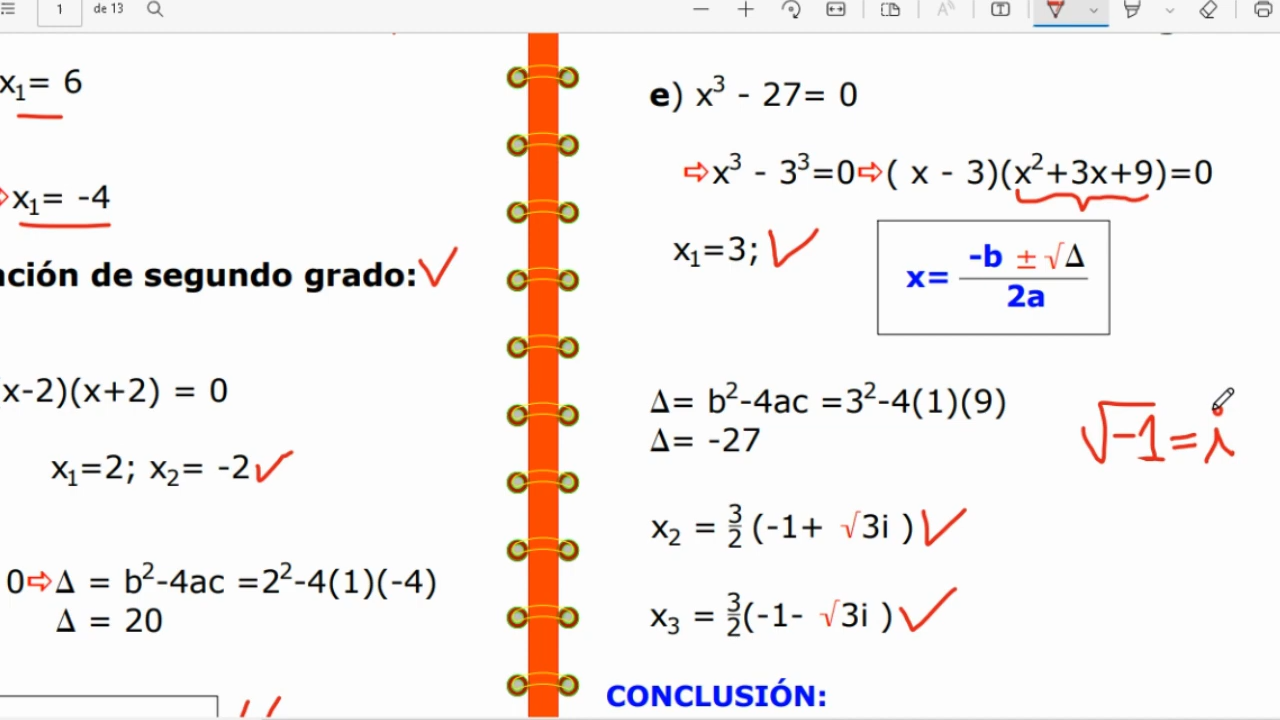 1 de 13
x₁= 6
x₁= -4
ación de segundo grado:
(x-2)(x+2) = 0
x₁=2; x₂= -2
0⇨Δ = b²-4ac =2²-4(1)(-4)
Δ = 20
e) x³ - 27= 0
⇨x³ - 3³=0⇨( x - 3)(x²+3x+9)=0
x₁=3;
x= (-b ± √Δ)/2a
Δ= b²-4ac =3²-4(1)(9)
Δ= -27
√-1 = i
x₂ = 3/2 (-1+ √3i )
x₃ = 3/2(-1- √3i )
CONCLUSIÓN: